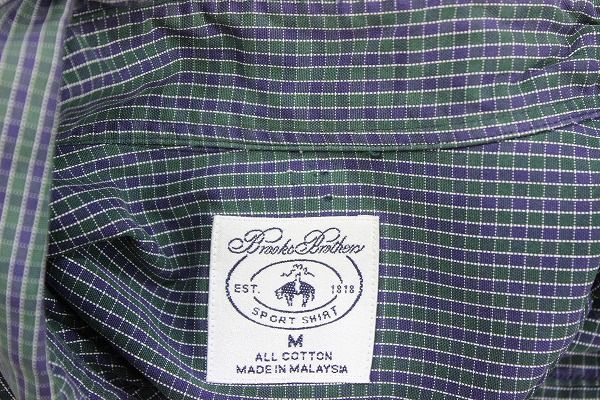 Brooks Brothers
EST. 1818
SPORT SHIRT
M
ALL COTTON
MADE IN MALAYSIA